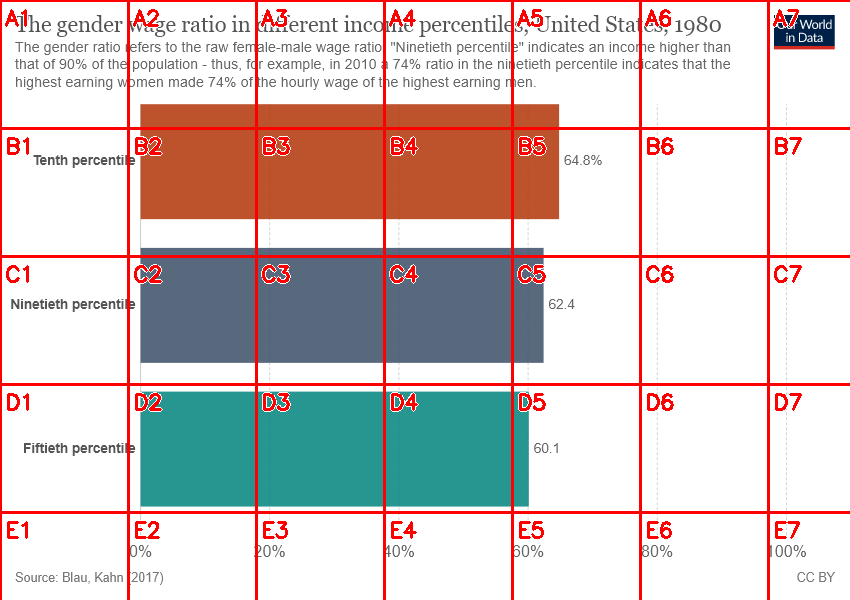 The gender wage ratio in different income percentiles, United States, 1980
Our World
in Data
The gender ratio refers to the raw female-male wage ratio. "Ninetieth percentile" indicates an income higher than
that of 90% of the population - thus, for example, in 2010 a 74% ratio in the ninetieth percentile indicates that the
highest earning women made 74% of the hourly wage of the highest earning men.
A1 A2 A3 A4 A5 A6 A7
B1 B2 B3 B4 B5 B6 B7
Tenth percentile 64.8%
C1 C2 C3 C4 C5 C6 C7
Ninetieth percentile 62.4
D1 D2 D3 D4 D5 D6 D7
Fiftieth percentile 60.1
E1 E2 E3 E4 E5 E6 E7
0% 20% 40% 60% 80% 100%
Source: Blau, Kahn (2017) CC BY